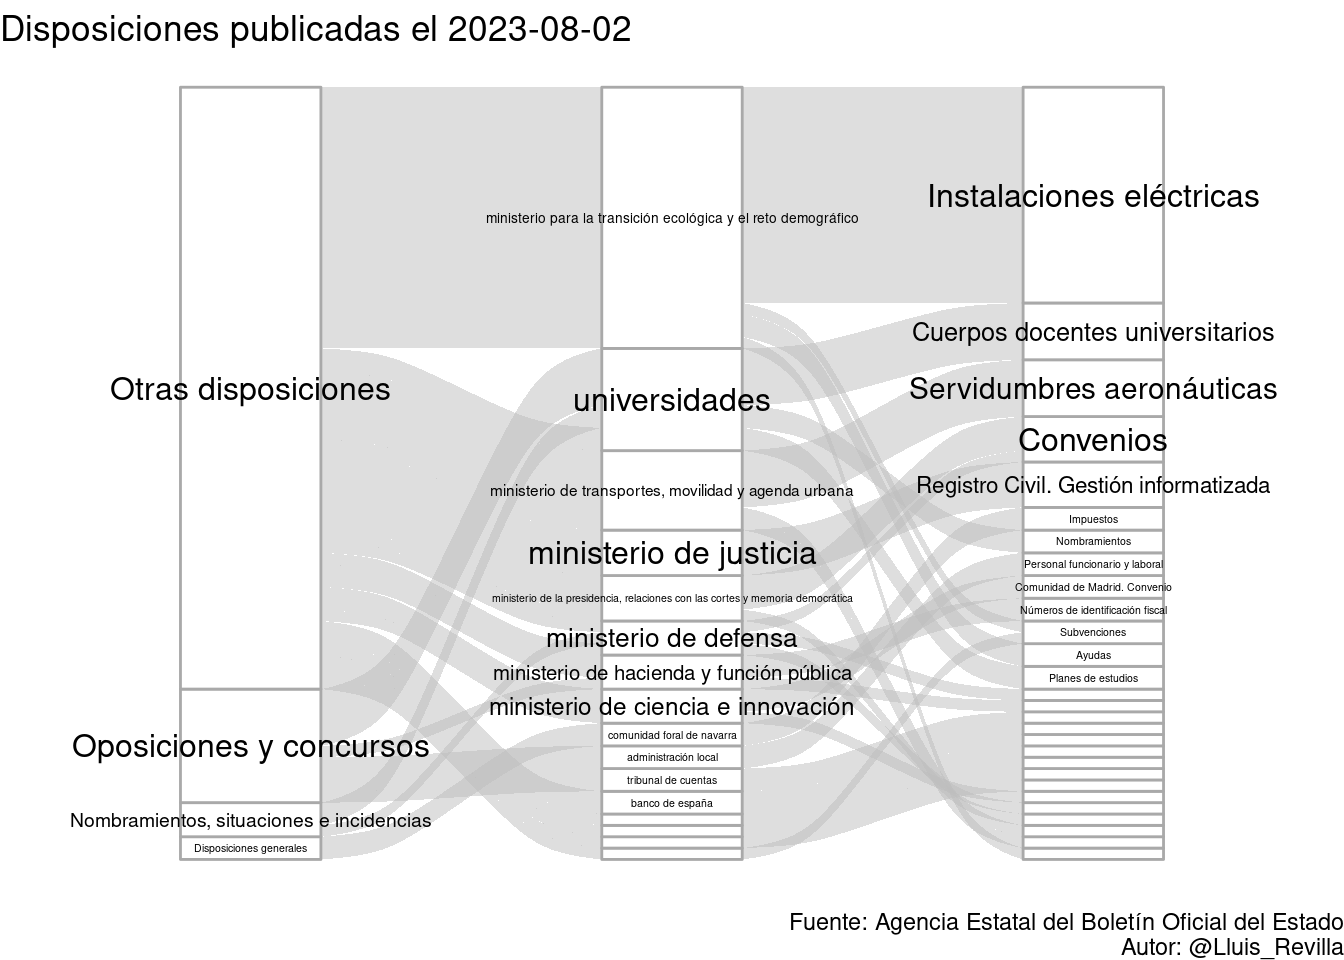 Disposiciones publicadas el 2023-08-02
Otras disposiciones
Oposiciones y concursos
Nombramientos, situaciones e incidencias
Disposiciones generales
ministerio para la transición ecológica y el reto demográfico
universidades
ministerio de transportes, movilidad y agenda urbana
ministerio de justicia
ministerio de la presidencia, relaciones con las cortes y memoria democrática
ministerio de defensa
ministerio de hacienda y función pública
ministerio de ciencia e innovación
comunidad foral de navarra
administración local
tribunal de cuentas
banco de españa
Instalaciones eléctricas
Cuerpos docentes universitarios
Servidumbres aeronáuticas
Convenios
Registro Civil. Gestión informatizada
Impuestos
Nombramientos
Personal funcionario y laboral
Comunidad de Madrid. Convenio
Números de identificación fiscal
Subvenciones
Ayudas
Planes de estudios
Fuente: Agencia Estatal del Boletín Oficial del Estado
Autor: @Lluis_Revilla